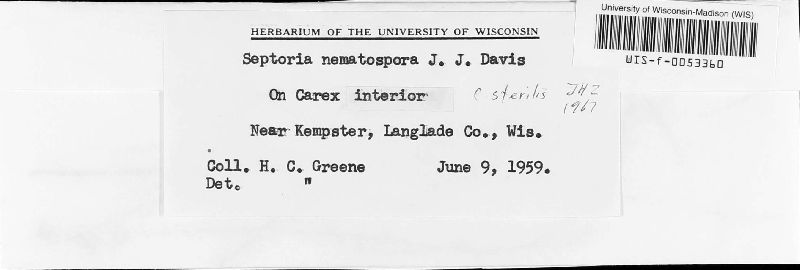 University of Wisconsin-Madison (WIS)
WIS-f-0053360
HERBARIUM OF THE UNIVERSITY OF WISCONSIN
Septoria nematospora J. J. Davis
On Carex interior C sterilis JHZ
1967
Near Kempster, Langlade Co., Wis.
Coll. H. C. Greene June 9, 1959.
Det. "